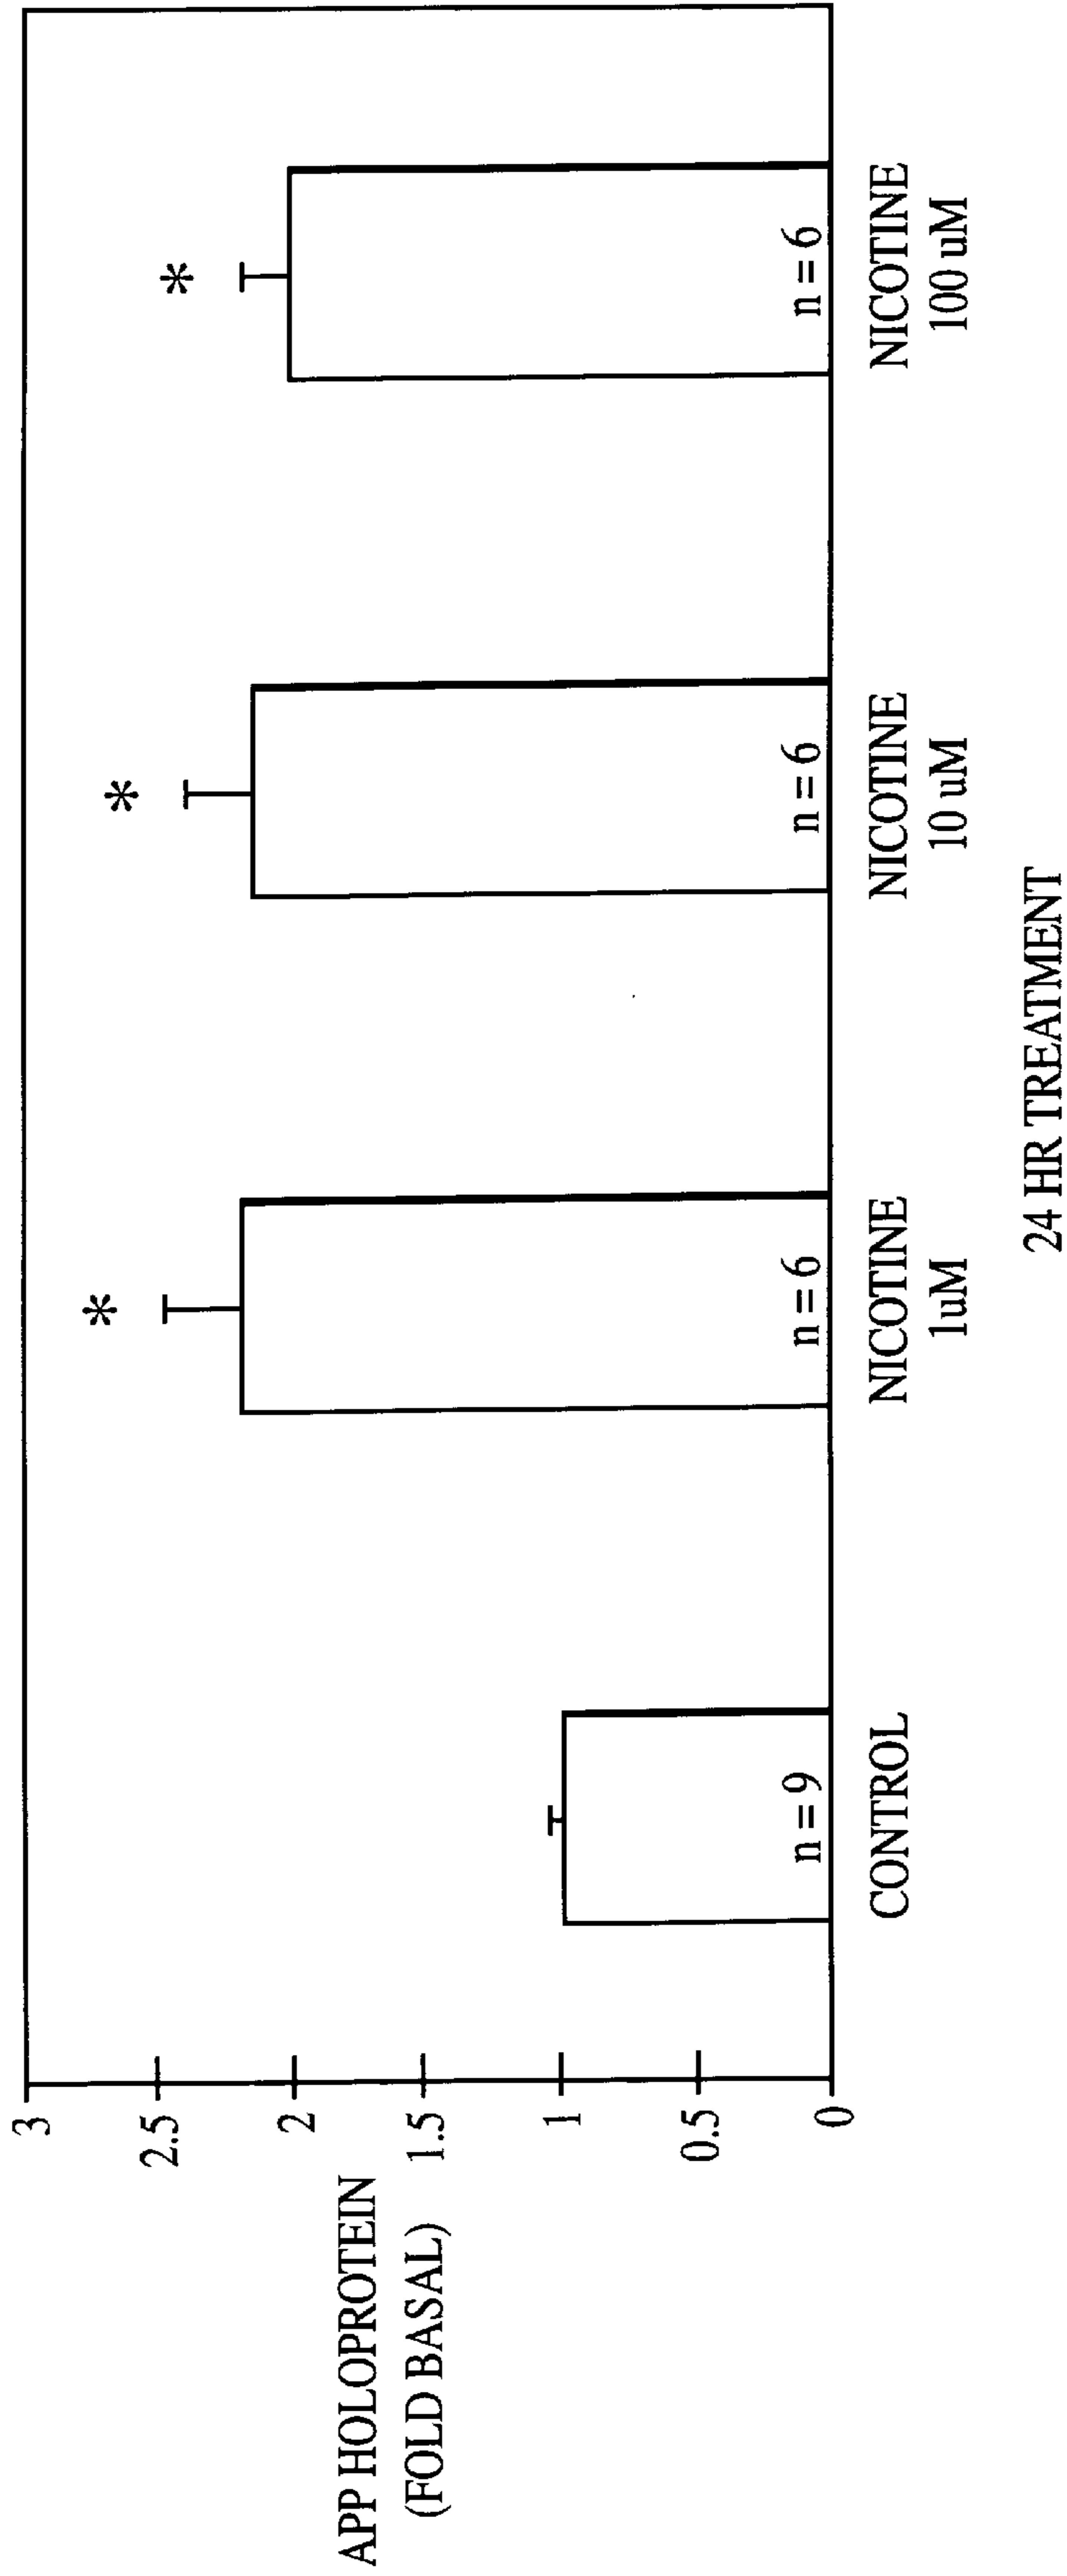 APP HOLOPROTEIN
(FOLD BASAL)
3
2.5
2
1.5
1
0.5
0
*
*
*
n = 9
n = 6
n = 6
n = 6
CONTROL
NICOTINE
1uM
NICOTINE
10 uM
NICOTINE
100 uM
24 HR TREATMENT